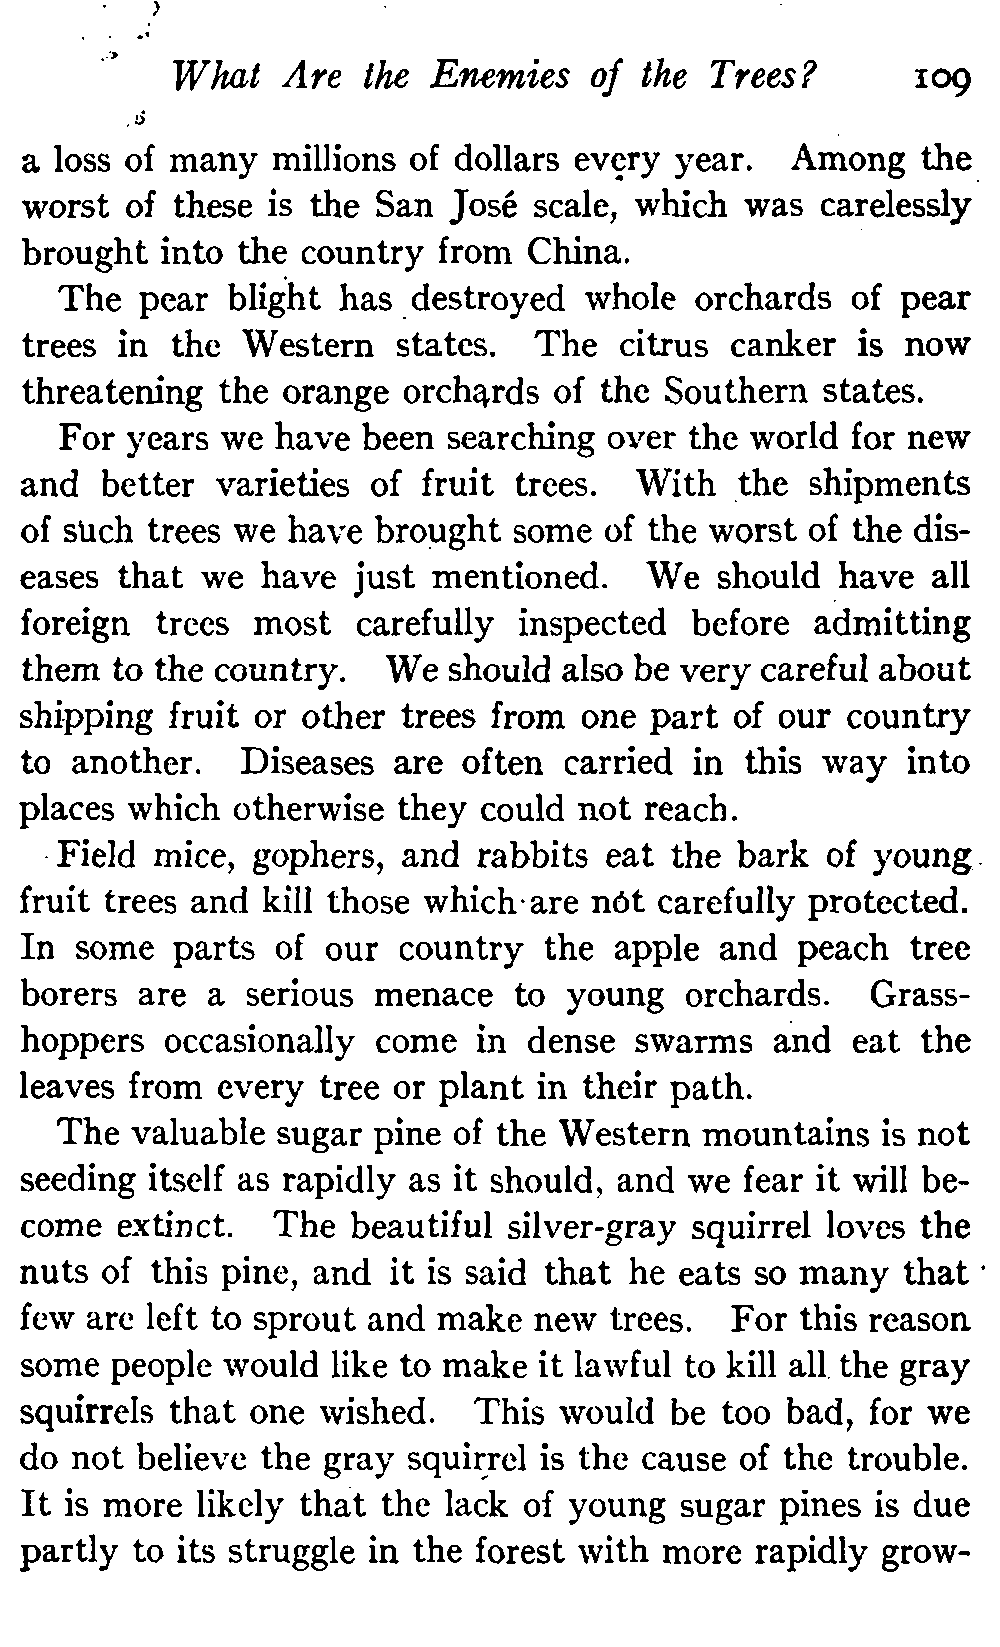 What Are the Enemies of the Trees? 109
a loss of many millions of dollars every year. Among the
worst of these is the San José scale, which was carelessly
brought into the country from China.
The pear blight has destroyed whole orchards of pear
trees in the Western states. The citrus canker is now
threatening the orange orchards of the Southern states.
For years we have been searching over the world for new
and better varieties of fruit trees. With the shipments
of such trees we have brought some of the worst of the dis-
eases that we have just mentioned. We should have all
foreign trees most carefully inspected before admitting
them to the country. We should also be very careful about
shipping fruit or other trees from one part of our country
to another. Diseases are often carried in this way into
places which otherwise they could not reach.
Field mice, gophers, and rabbits eat the bark of young
fruit trees and kill those which are not carefully protected.
In some parts of our country the apple and peach tree
borers are a serious menace to young orchards. Grass-
hoppers occasionally come in dense swarms and eat the
leaves from every tree or plant in their path.
The valuable sugar pine of the Western mountains is not
seeding itself as rapidly as it should, and we fear it will be-
come extinct. The beautiful silver-gray squirrel loves the
nuts of this pine, and it is said that he eats so many that
few are left to sprout and make new trees. For this reason
some people would like to make it lawful to kill all the gray
squirrels that one wished. This would be too bad, for we
do not believe the gray squirrel is the cause of the trouble.
It is more likely that the lack of young sugar pines is due
partly to its struggle in the forest with more rapidly grow-